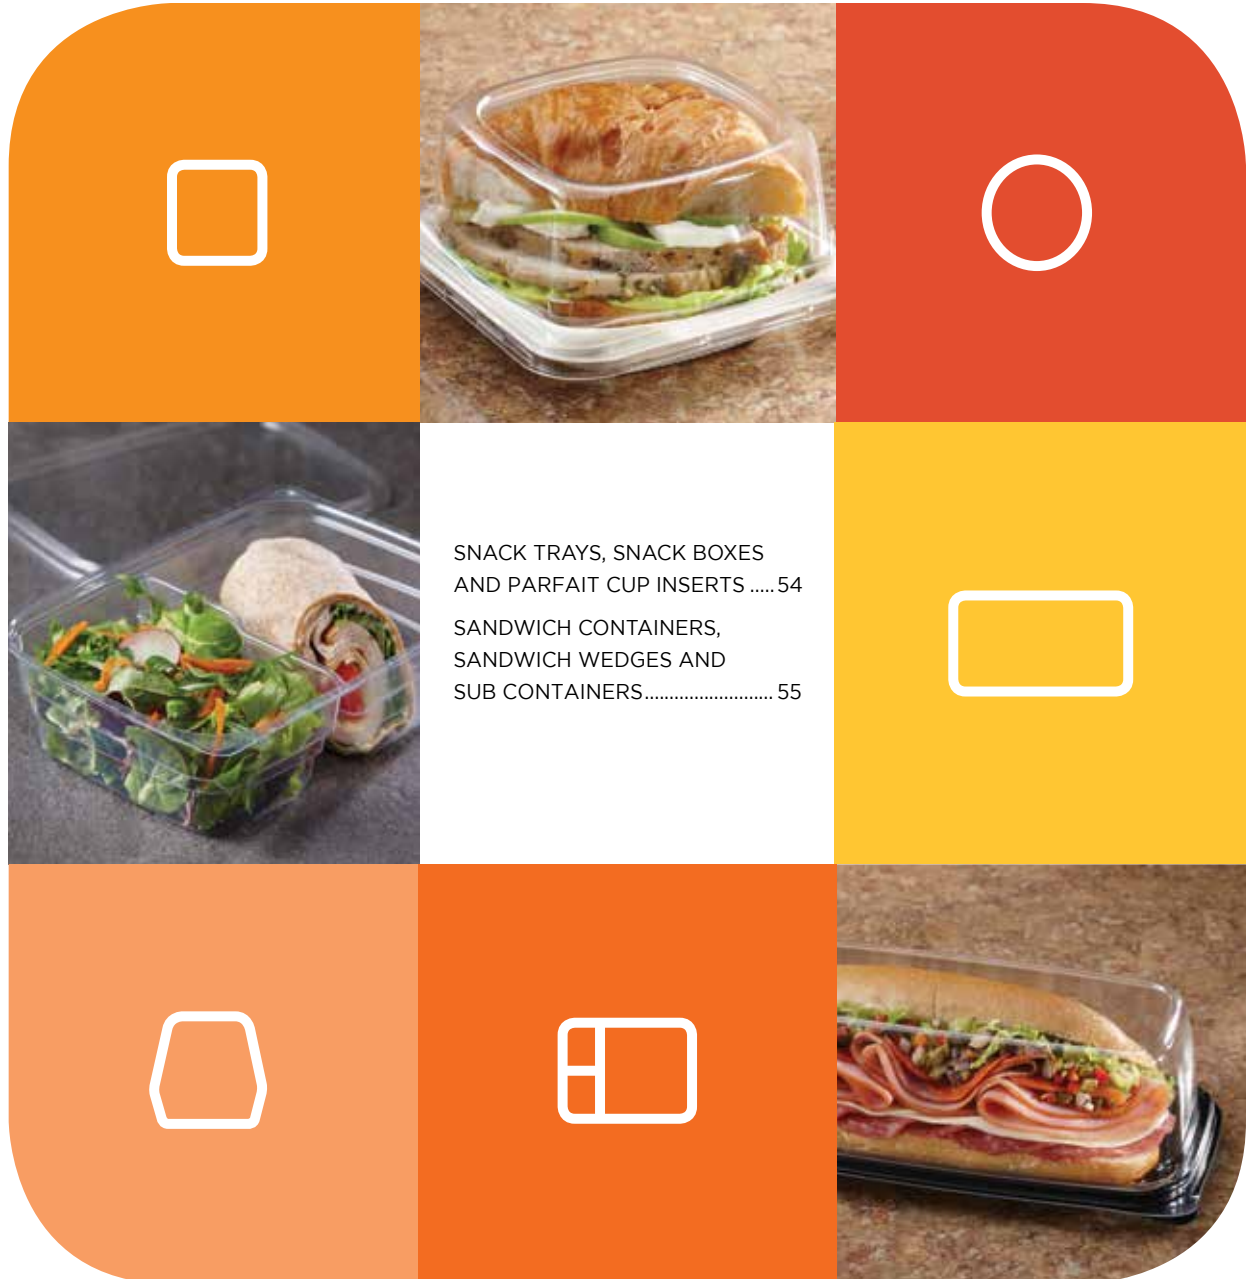 SNACK TRAYS, SNACK BOXES
AND PARFAIT CUP INSERTS .....54
SANDWICH CONTAINERS,
SANDWICH WEDGES AND
SUB CONTAINERS.......................... 55